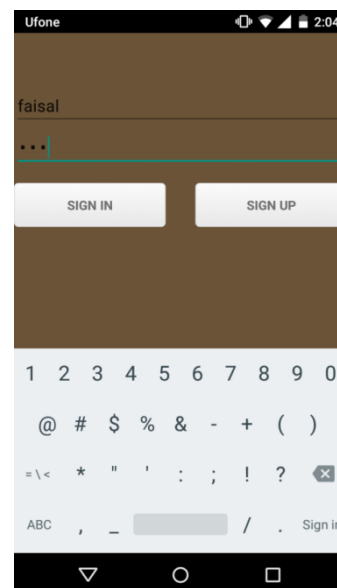 Ufone 2:04
faisal
•••
SIGN IN SIGN UP
1 2 3 4 5 6 7 8 9 0
@ # $ % & - + ( )
= \ < * " ' : ; ! ?
ABC , _ / . Sign in